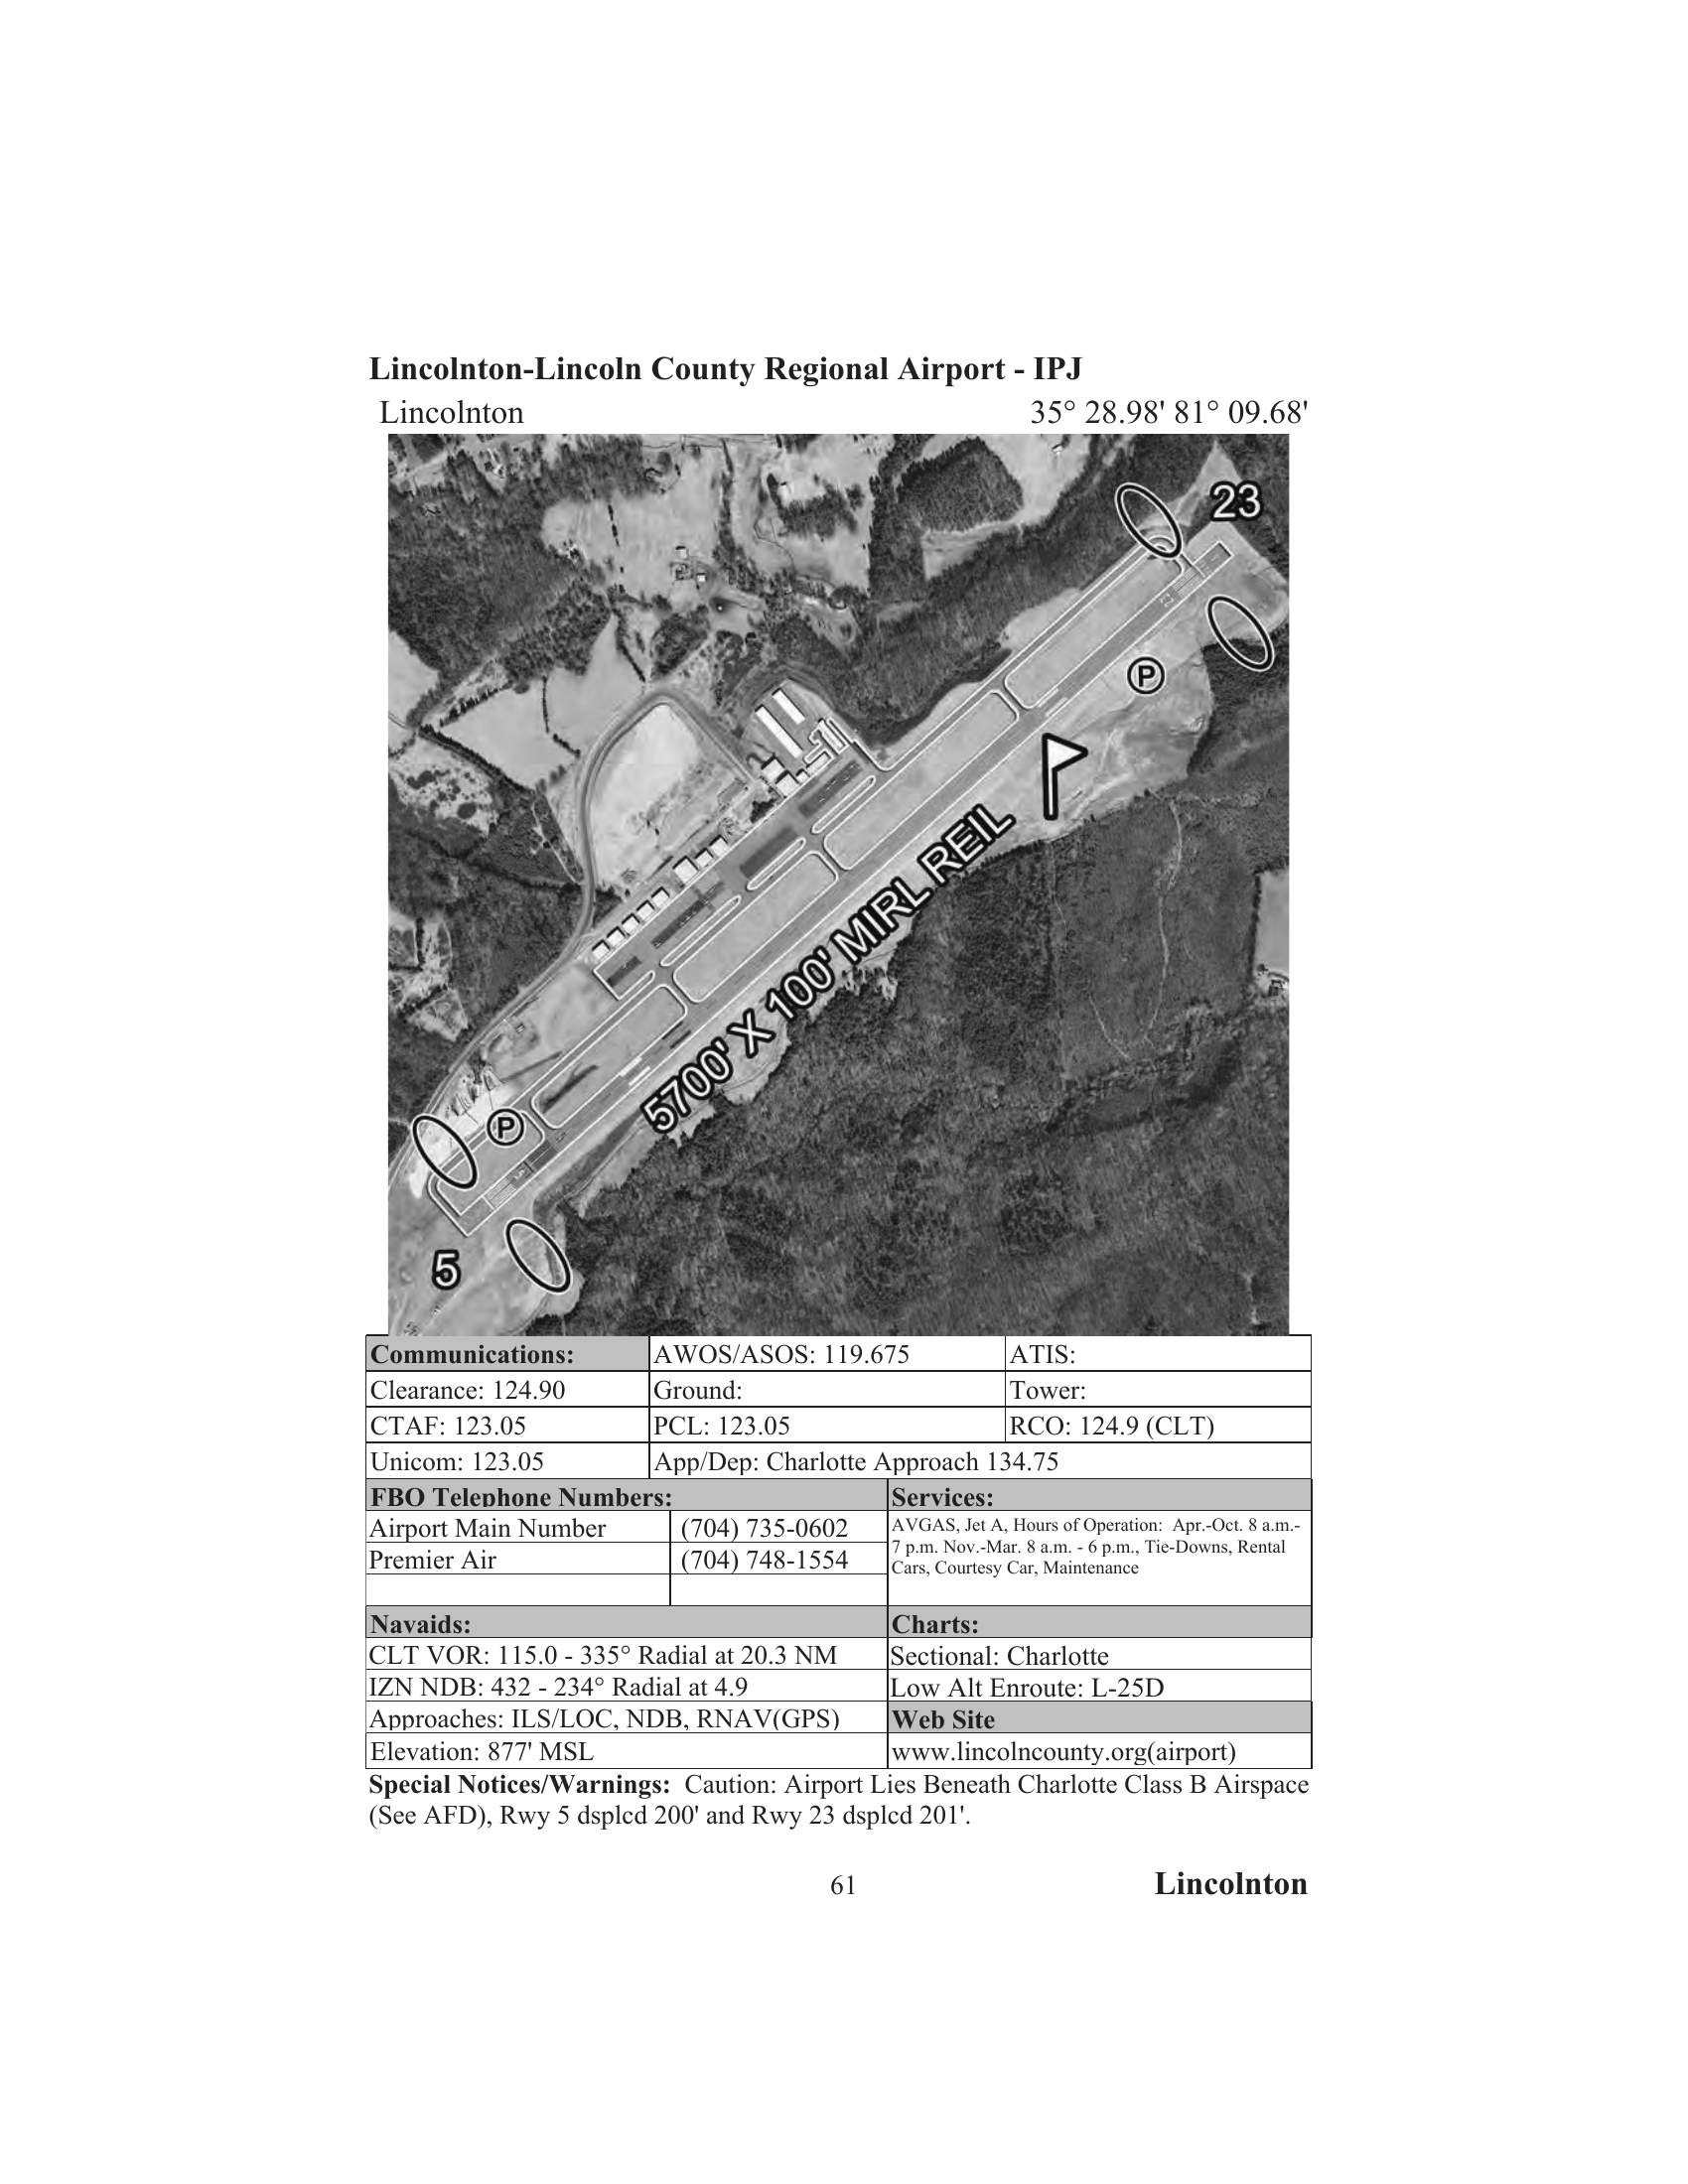 Lincolnton-Lincoln County Regional Airport - IPJ
Lincolnton 35° 28.98' 81° 09.68'
23
P
5700' X 100' MIRL REIL
P
5
Communications: AWOS/ASOS: 119.675 ATIS:
Clearance: 124.90 Ground: Tower:
CTAF: 123.05 PCL: 123.05 RCO: 124.9 (CLT)
Unicom: 123.05 App/Dep: Charlotte Approach 134.75
FBO Telephone Numbers: Services:
Airport Main Number (704) 735-0602
Premier Air (704) 748-1554
AVGAS, Jet A, Hours of Operation: Apr.-Oct. 8 a.m.-
7 p.m. Nov.-Mar. 8 a.m. - 6 p.m., Tie-Downs, Rental
Cars, Courtesy Car, Maintenance
Navaids: Charts:
CLT VOR: 115.0 - 335° Radial at 20.3 NM Sectional: Charlotte
IZN NDB: 432 - 234° Radial at 4.9 Low Alt Enroute: L-25D
Approaches: ILS/LOC, NDB, RNAV(GPS) Web Site
Elevation: 877' MSL www.lincolncounty.org(airport)
Special Notices/Warnings: Caution: Airport Lies Beneath Charlotte Class B Airspace
(See AFD), Rwy 5 dsplcd 200' and Rwy 23 dsplcd 201'.
61 Lincolnton